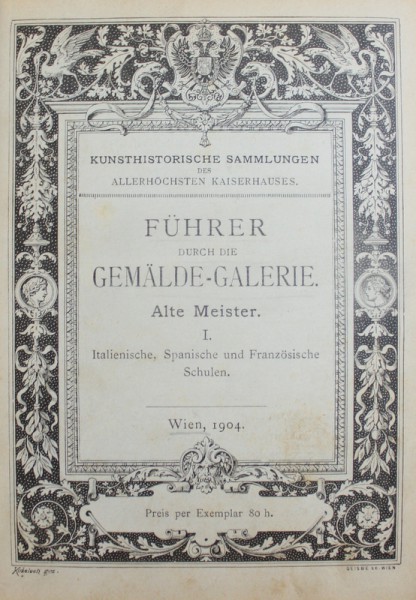 KUNSTHISTORISCHE SAMMLUNGEN
DES
ALLERHÖCHSTEN KAISERHAUSES.
FÜHRER
DURCH DIE
GEMÄLDE-GALERIE.
Alte Meister.
I.
Italienische, Spanische und Französische
Schulen.
Wien, 1904.
Preis per Exemplar 80 h.